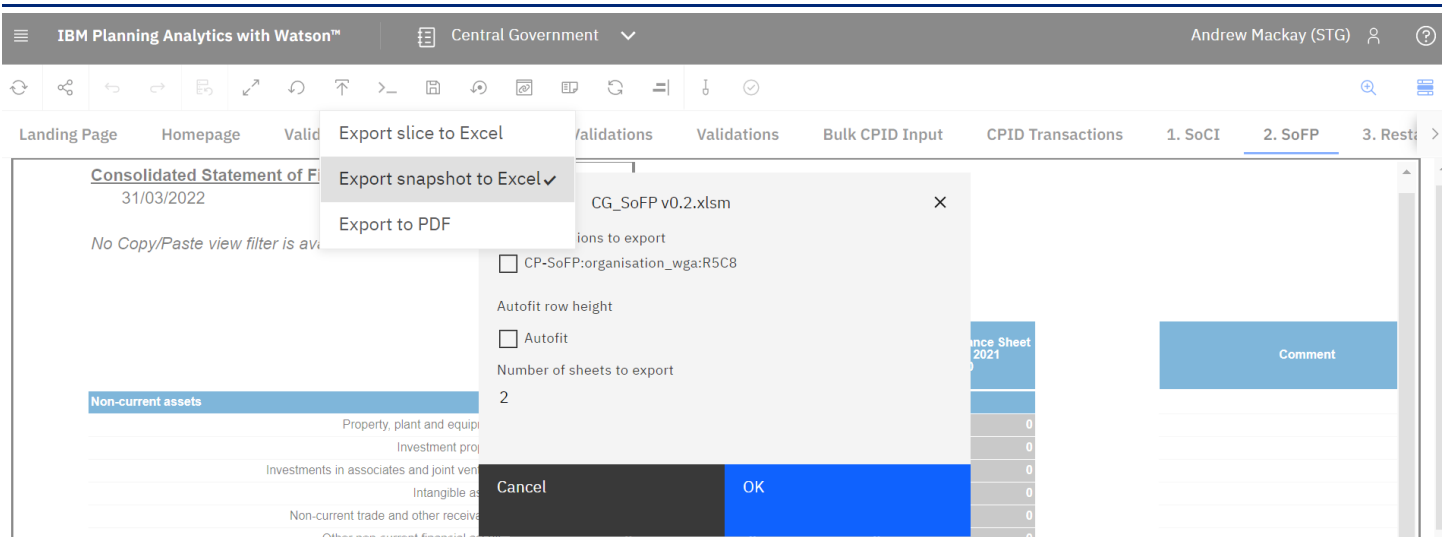 IBM Planning Analytics with Watson™
Central Government
Andrew Mackay (STG)
Landing Page
Homepage
Valid
Validations
Validations
Bulk CPID Input
CPID Transactions
1. SoCI
2. SoFP
3. Resta
Export slice to Excel
Export snapshot to Excel
Export to PDF
Consolidated Statement of Fi
31/03/2022
No Copy/Paste view filter is ava
CG_SoFP v0.2.xlsm
ions to export
CP-SoFP:organisation_wga:R5C8
Autofit row height
Autofit
Number of sheets to export
2
Cancel
OK
ance Sheet
2021
Comment
Non-current assets
Property, plant and equip
0
Investment prop
0
Investments in associates and joint vent
0
Intangible as
0
Non-current trade and other receiva
0